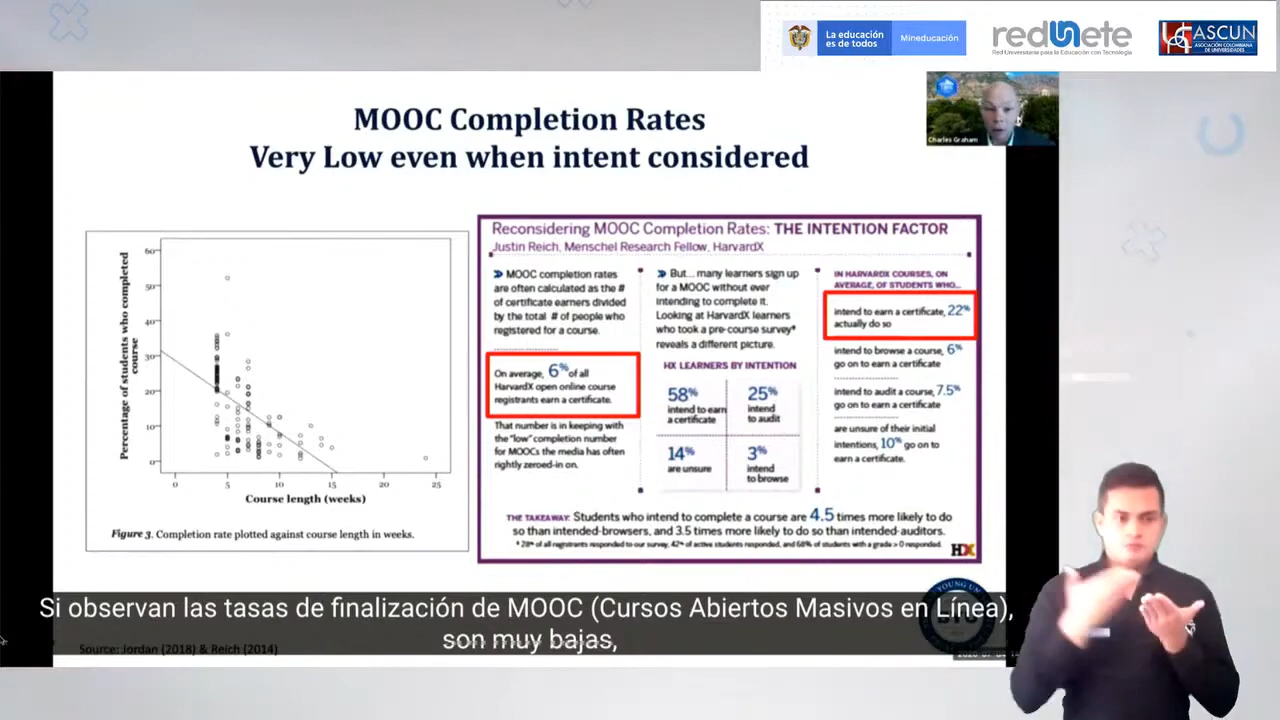 La educación
es de todos
Mineducación
redunete
Red Universitaria para la Educación con Tecnología
ASCUN
ASOCIACIÓN COLOMBIANA
DE UNIVERSIDADES
Charles Graham
MOOC Completion Rates
Very Low even when intent considered
Percentage of students who completed
course
60
50
40
30
20
10
0
0
5
10
15
20
25
Course length (weeks)
Figure 3. Completion rate plotted against course length in weeks.
Reconsidering MOOC Completion Rates: THE INTENTION FACTOR
Justin Reich, Menschel Research Fellow, HarvardX
» MOOC completion rates
are often calculated as the #
of certificate earners divided
by the total # of people who
registered for a course.
On average, 6% of all
HarvardX open online course
registrants earn a certificate.
That number is in keeping with
the "low" completion number
for MOOCs the media has often
rightly zeroed-in on.
» But... many learners sign up
for a MOOC without ever
intending to complete it.
Looking at HarvardX learners
who took a pre-course survey*
reveals a different picture.
HX LEARNERS BY INTENTION
58%
intend to earn
a certificate
25%
intend
to audit
14%
are unsure
3%
intend
to browse
IN HARVARDX COURSES, ON
AVERAGE, OF STUDENTS WHO...
intend to earn a certificate, 22%
actually do so
intend to browse a course, 6%
go on to earn a certificate
intend to audit a course, 7.5%
go on to earn a certificate
are unsure of their initial
intentions, 10% go on to
earn a certificate.
THE TAKEAWAY: Students who intend to complete a course are 4.5 times more likely to do
so than intended-browsers, and 3.5 times more likely to do so than intended-auditors.
* 28% of all registrants responded to our survey, 42% of active students responded, and 68% of students with a grade > 0 responded.
HX
Si observan las tasas de finalización de MOOC (Cursos Abiertos Masivos en Línea),
son muy bajas,
Source: Jordan (2018) & Reich (2014)